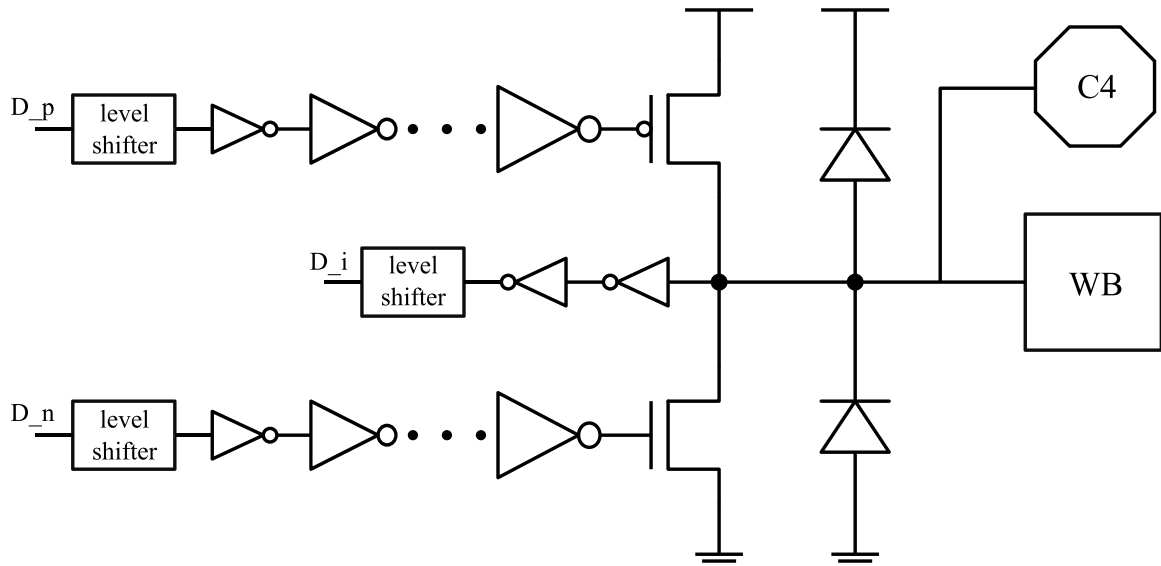 C4
D_p
level
shifter
D_i
level
shifter
WB
D_n
level
shifter